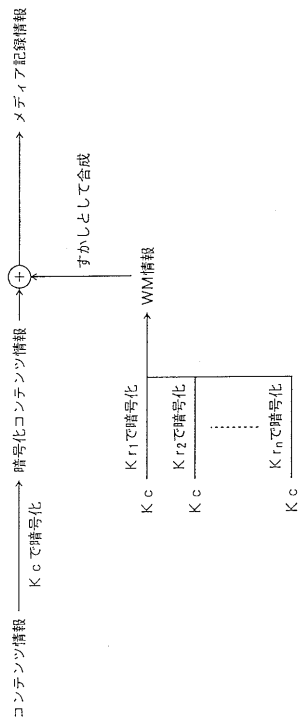 コンテンツ情報
Kcで暗号化
暗号化コンテンツ情報
+
メディア記録情報
すかしとして合成
WM情報
Kc
Kr1で暗号化
Kc
Kr2で暗号化
Kc
Krnで暗号化